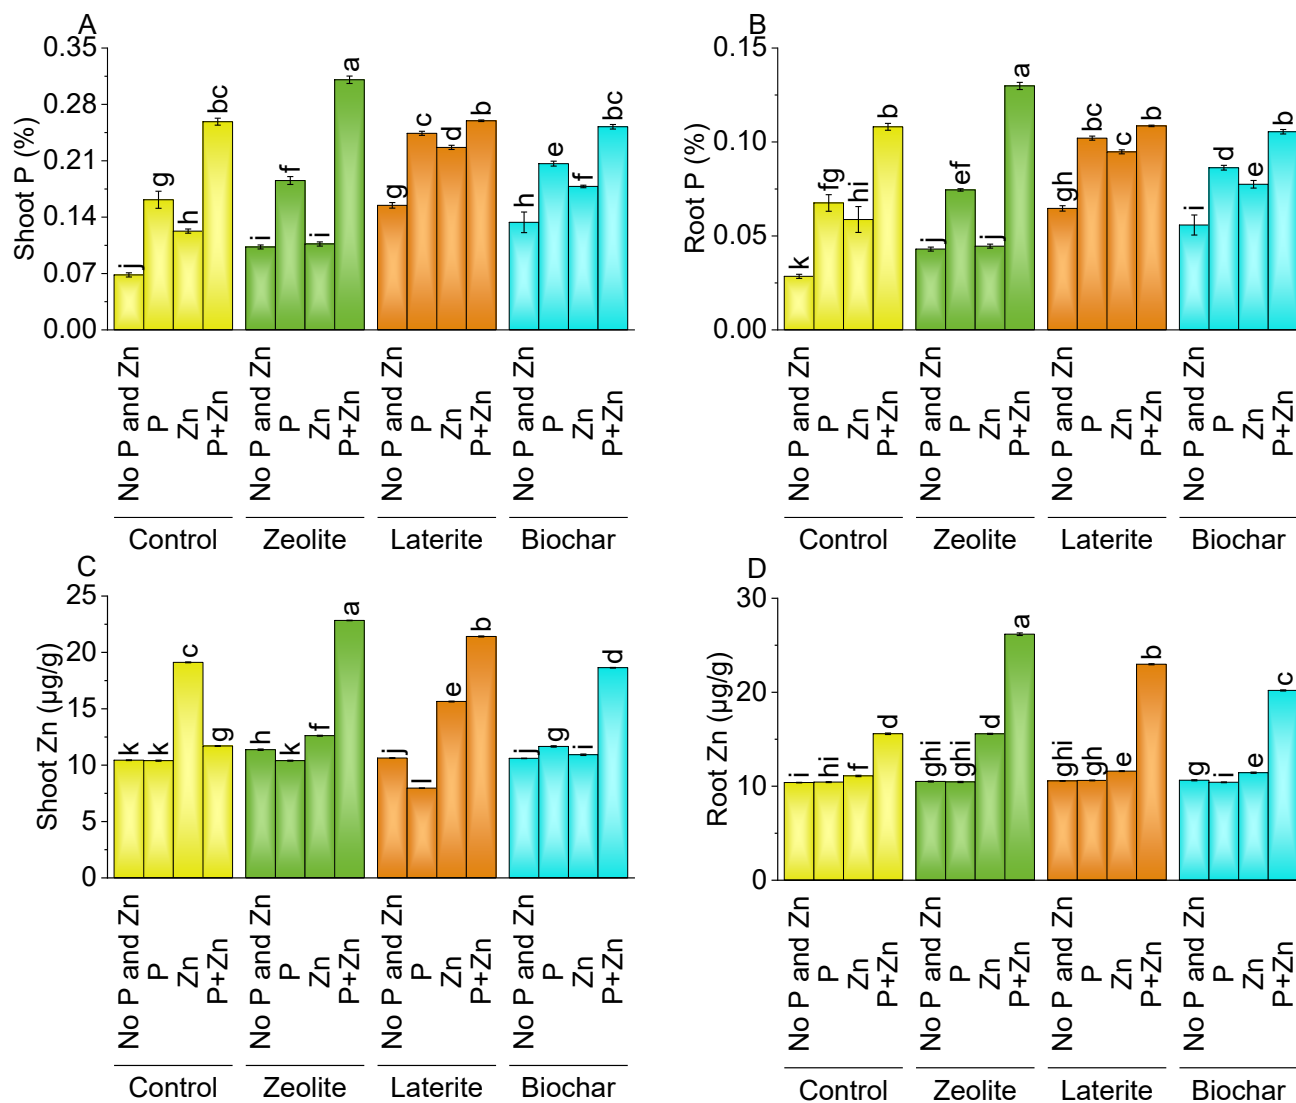 A
Shoot P (%)
0.35
0.28
0.21
0.14
0.07
0.00
j
g
h
bc
i
f
i
a
g
c
d
b
h
e
f
bc
No P and Zn
P
Zn
P+Zn
No P and Zn
P
Zn
P+Zn
No P and Zn
P
Zn
P+Zn
No P and Zn
P
Zn
P+Zn
Control
Zeolite
Laterite
Biochar
B
Root P (%)
0.15
0.10
0.05
0.00
k
fg
hi
b
j
ef
j
a
gh
bc
c
b
i
d
e
b
No P and Zn
P
Zn
P+Zn
No P and Zn
P
Zn
P+Zn
No P and Zn
P
Zn
P+Zn
No P and Zn
P
Zn
P+Zn
Control
Zeolite
Laterite
Biochar
C
Shoot Zn (µg/g)
25
20
15
10
5
0
k
k
c
g
h
k
f
a
j
l
e
b
j
g
i
d
No P and Zn
P
Zn
P+Zn
No P and Zn
P
Zn
P+Zn
No P and Zn
P
Zn
P+Zn
No P and Zn
P
Zn
P+Zn
Control
Zeolite
Laterite
Biochar
D
Root Zn (µg/g)
30
20
10
0
i
hi
f
d
ghi
ghi
d
a
ghi
gh
e
b
g
i
e
c
No P and Zn
P
Zn
P+Zn
No P and Zn
P
Zn
P+Zn
No P and Zn
P
Zn
P+Zn
No P and Zn
P
Zn
P+Zn
Control
Zeolite
Laterite
Biochar